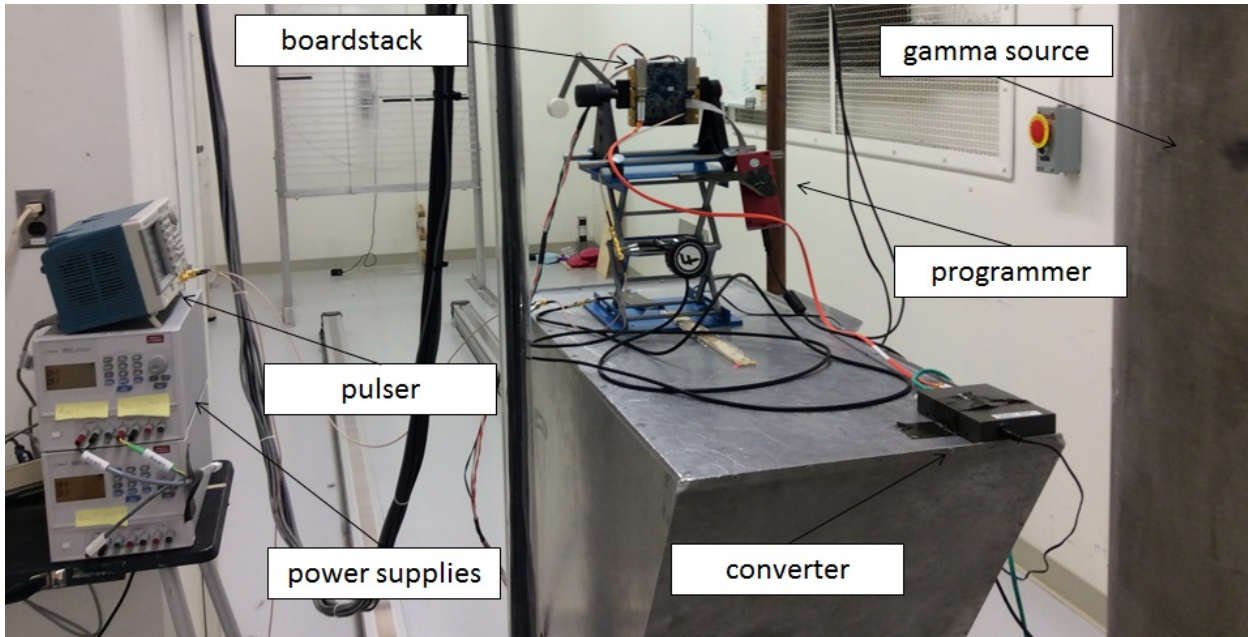 boardstack
gamma source
programmer
pulser
power supplies
converter